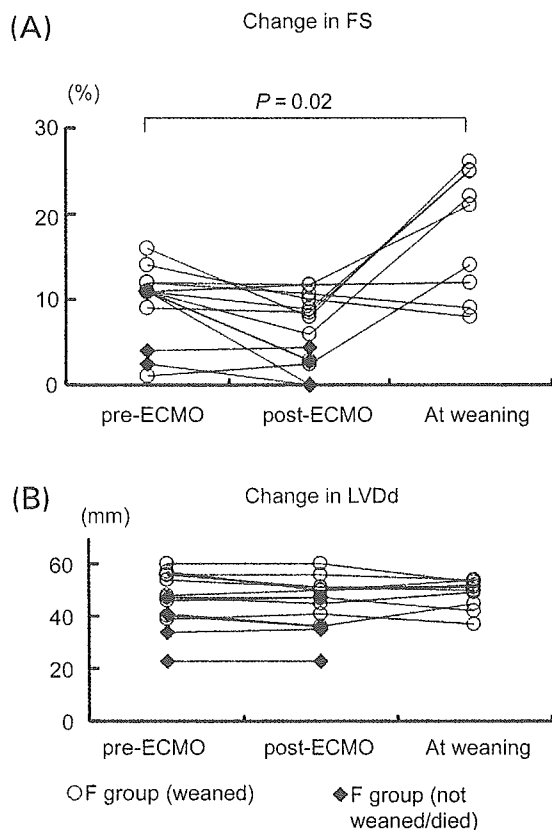 (A)
Change in FS
(%)
P = 0.02
30
20
10
0
pre-ECMO post-ECMO At weaning
(B)
Change in LVDd
(mm)
60
40
20
0
pre-ECMO post-ECMO At weaning
○F group (weaned) ◆F group (not
weaned/died)